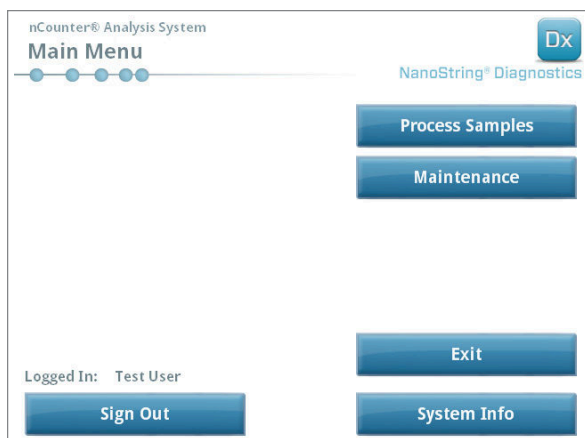 nCounter® Analysis System
Main Menu
Dx
NanoString® Diagnostics
Process Samples
Maintenance
Exit
Logged In: Test User
Sign Out
System Info